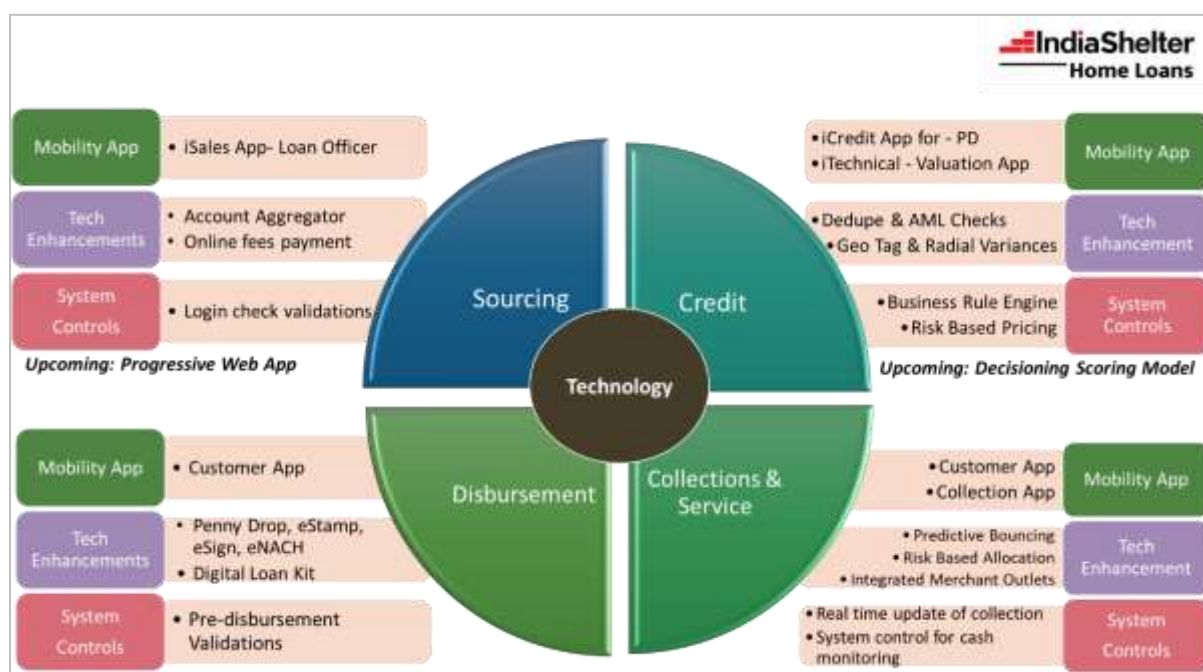 IndiaShelter
Home Loans
Mobility App
• iSales App- Loan Officer
Tech
Enhancements
• Account Aggregator
• Online fees payment
System
Controls
• Login check validations
Upcoming: Progressive Web App
•iCredit App for - PD
•iTechnical - Valuation App
Mobility App
•Dedupe & AML Checks
•Geo Tag & Radial Variances
Tech
Enhancement
•Business Rule Engine
•Risk Based Pricing
System
Controls
Upcoming: Decisioning Scoring Model
Sourcing
Credit
Technology
Disbursement
Collections &
Service
Mobility App
• Customer App
Tech
Enhancements
• Penny Drop, eStamp,
eSign, eNACH
• Digital Loan Kit
System
Controls
• Pre-disbursement
Validations
•Customer App
•Collection App
Mobility App
•Predictive Bouncing
•Risk Based Allocation
•Integrated Merchant Outlets
Tech
Enhancement
•Real time update of collection
•System control for cash
monitoring
System
Controls